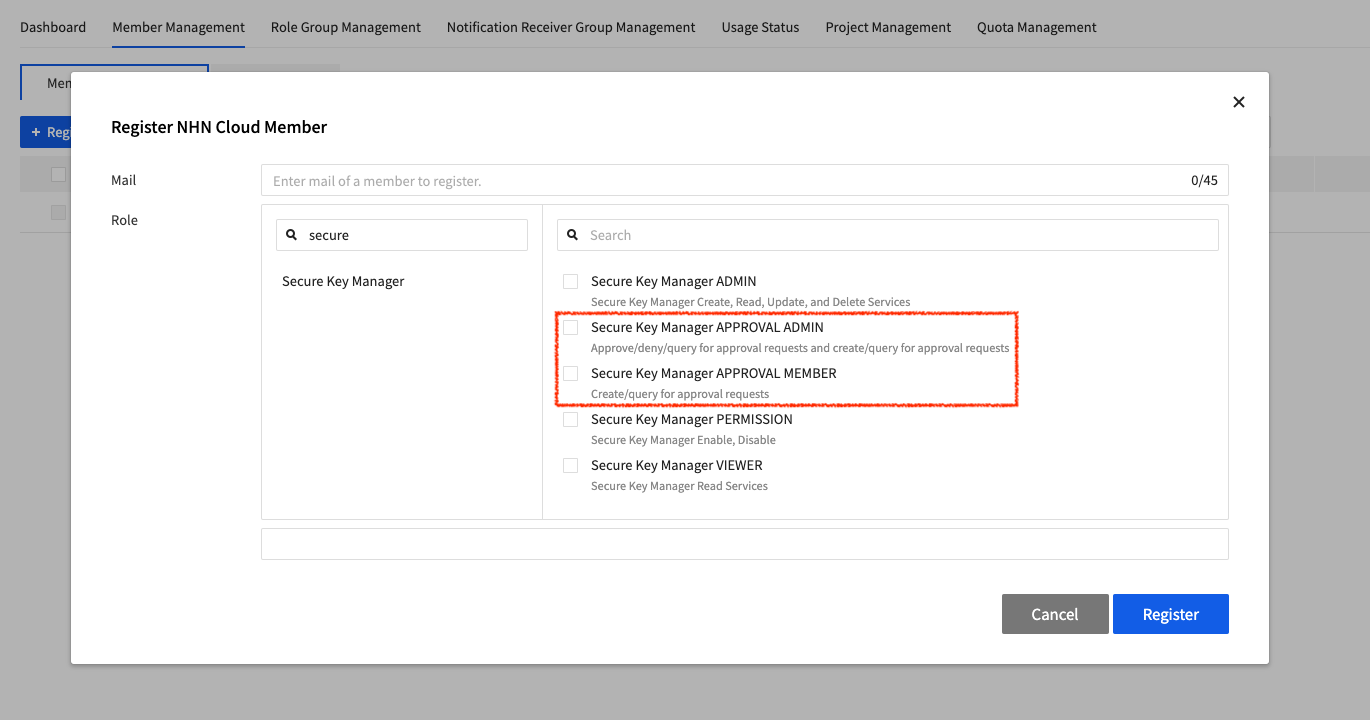 Dashboard Member Management Role Group Management Notification Receiver Group Management Usage Status Project Management Quota Management
Register NHN Cloud Member
Mail
Enter mail of a member to register. 0/45
Role
secure
Search
Secure Key Manager
Secure Key Manager ADMIN
Secure Key Manager Create, Read, Update, and Delete Services
Secure Key Manager APPROVAL ADMIN
Approve/deny/query for approval requests and create/query for approval requests
Secure Key Manager APPROVAL MEMBER
Create/query for approval requests
Secure Key Manager PERMISSION
Secure Key Manager Enable, Disable
Secure Key Manager VIEWER
Secure Key Manager Read Services
Cancel Register